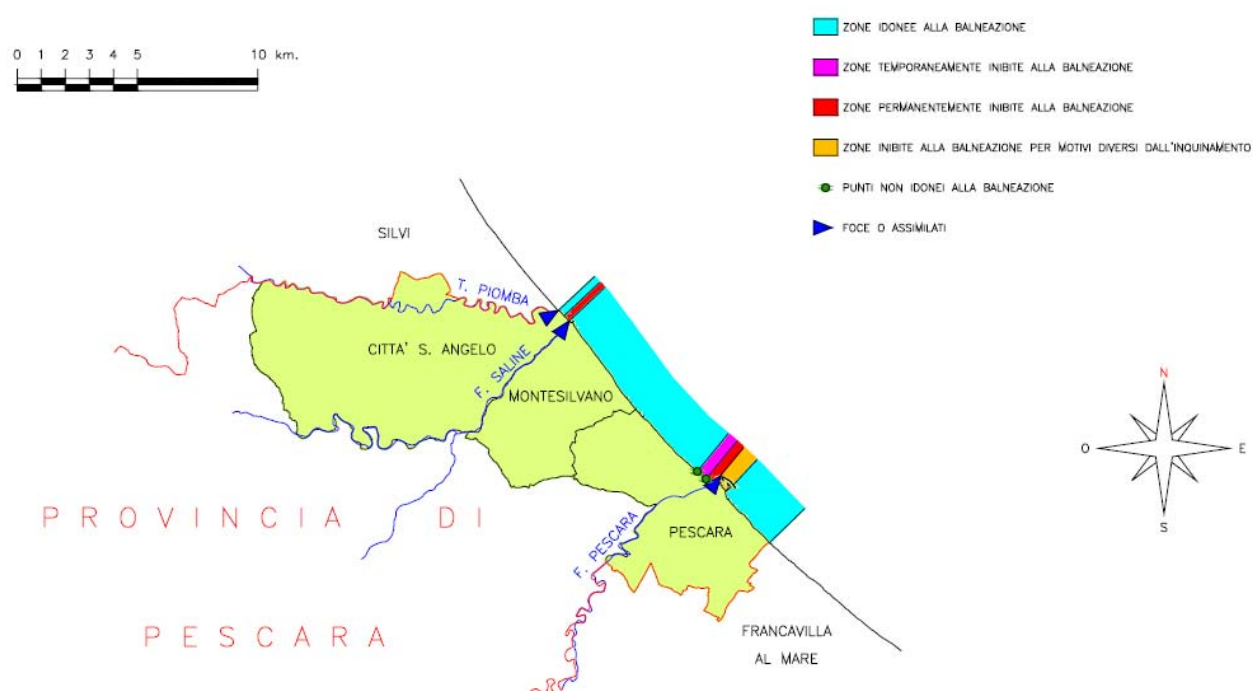 0 1 2 3 4 5 10 km.
ZONE IDONEE ALLA BALNEAZIONE
ZONE TEMPORANEAMENTE INIBITE ALLA BALNEAZIONE
ZONE PERMANENTEMENTE INIBITE ALLA BALNEAZIONE
ZONE INIBITE ALLA BALNEAZIONE PER MOTIVI DIVERSI DALL'INQUINAMENTO
PUNTI NON IDONEI ALLA BALNEAZIONE
FOCE O ASSIMILATI
SILVI
T. PIOMBA
CITTA' S. ANGELO
F. SALINE
MONTESILVANO
N
O
E
S
PROVINCIA DI
PESCARA
F. PESCARA
PESCARA
FRANCAVILLA
AL MARE